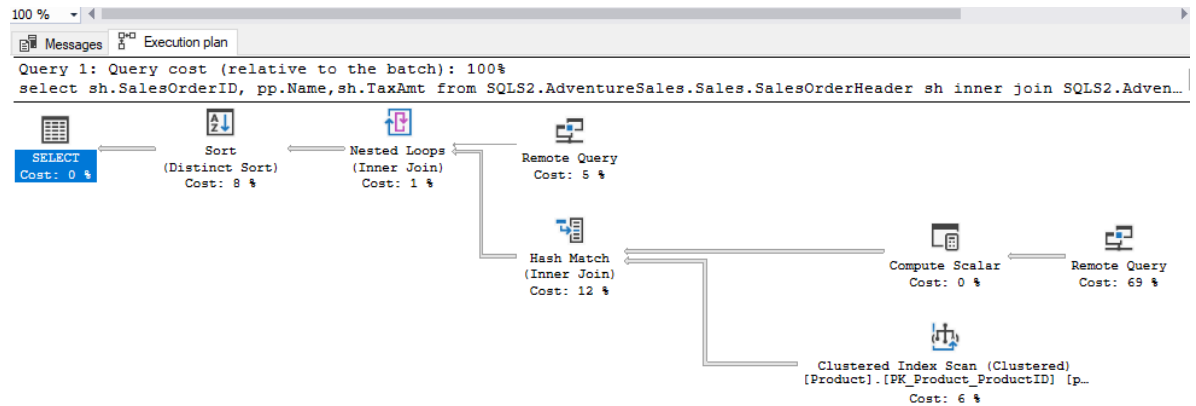 100 %
Messages Execution plan
Query 1: Query cost (relative to the batch): 100%
select sh.SalesOrderID, pp.Name,sh.TaxAmt from SQLS2.AdventureSales.Sales.SalesOrderHeader sh inner join SQLS2.Adven…
SELECT
Cost: 0 %
Sort
(Distinct Sort)
Cost: 8 %
Nested Loops
(Inner Join)
Cost: 1 %
Remote Query
Cost: 5 %
Hash Match
(Inner Join)
Cost: 12 %
Compute Scalar
Cost: 0 %
Remote Query
Cost: 69 %
Clustered Index Scan (Clustered)
[Product].[PK_Product_ProductID] [p…
Cost: 6 %